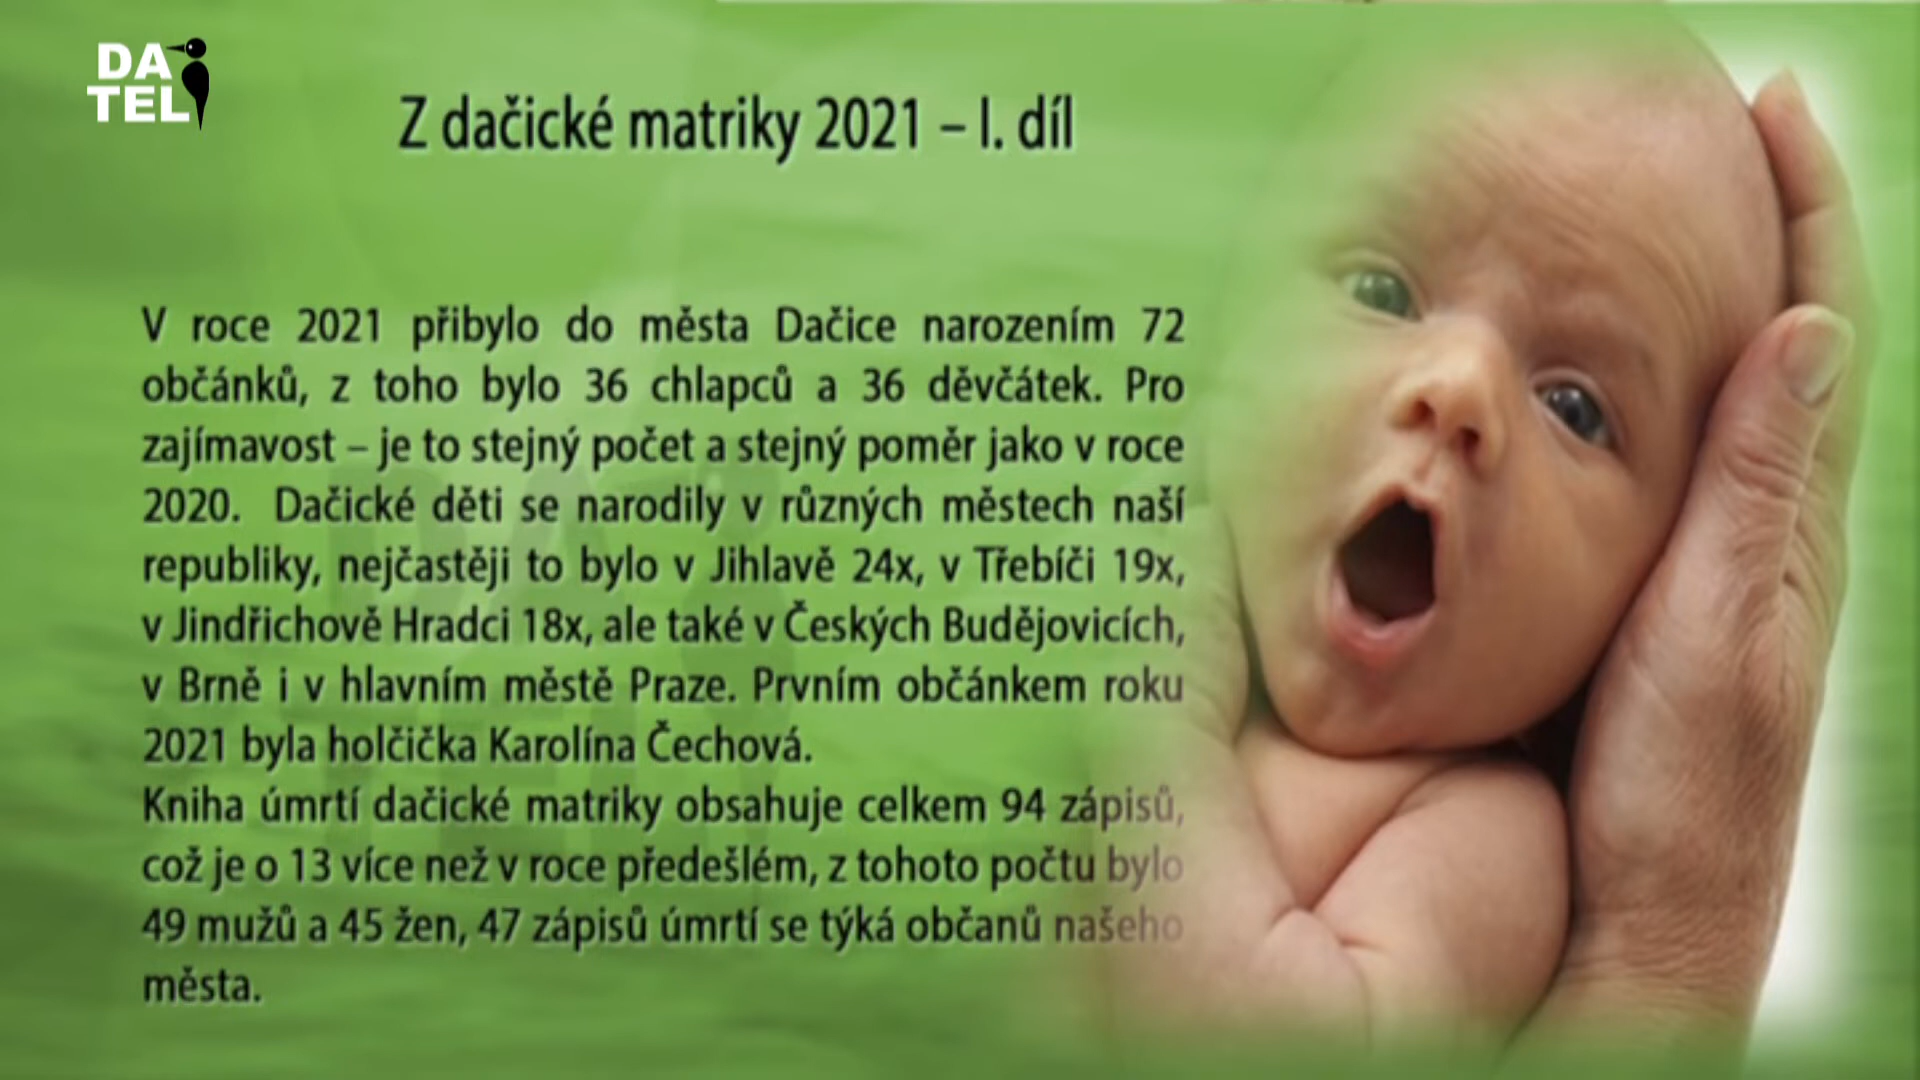 DA
TEL
Z dačické matriky 2021 – I. díl
V roce 2021 přibylo do města Dačice narozením 72
občánků, z toho bylo 36 chlapců a 36 děvčátek. Pro
zajímavost – je to stejný počet a stejný poměr jako v roce
2020. Dačické děti se narodily v různých městech naší
republiky, nejčastěji to bylo v Jihlavě 24x, v Třebíči 19x,
v Jindřichově Hradci 18x, ale také v Českých Budějovicích,
v Brně i v hlavním městě Praze. Prvním občánkem roku
2021 byla holčička Karolína Čechová.
Kniha úmrtí dačické matriky obsahuje celkem 94 zápisů,
což je o 13 více než v roce předešlém, z tohoto počtu bylo
49 mužů a 45 žen, 47 zápisů úmrtí se týká občanů našeho
města.